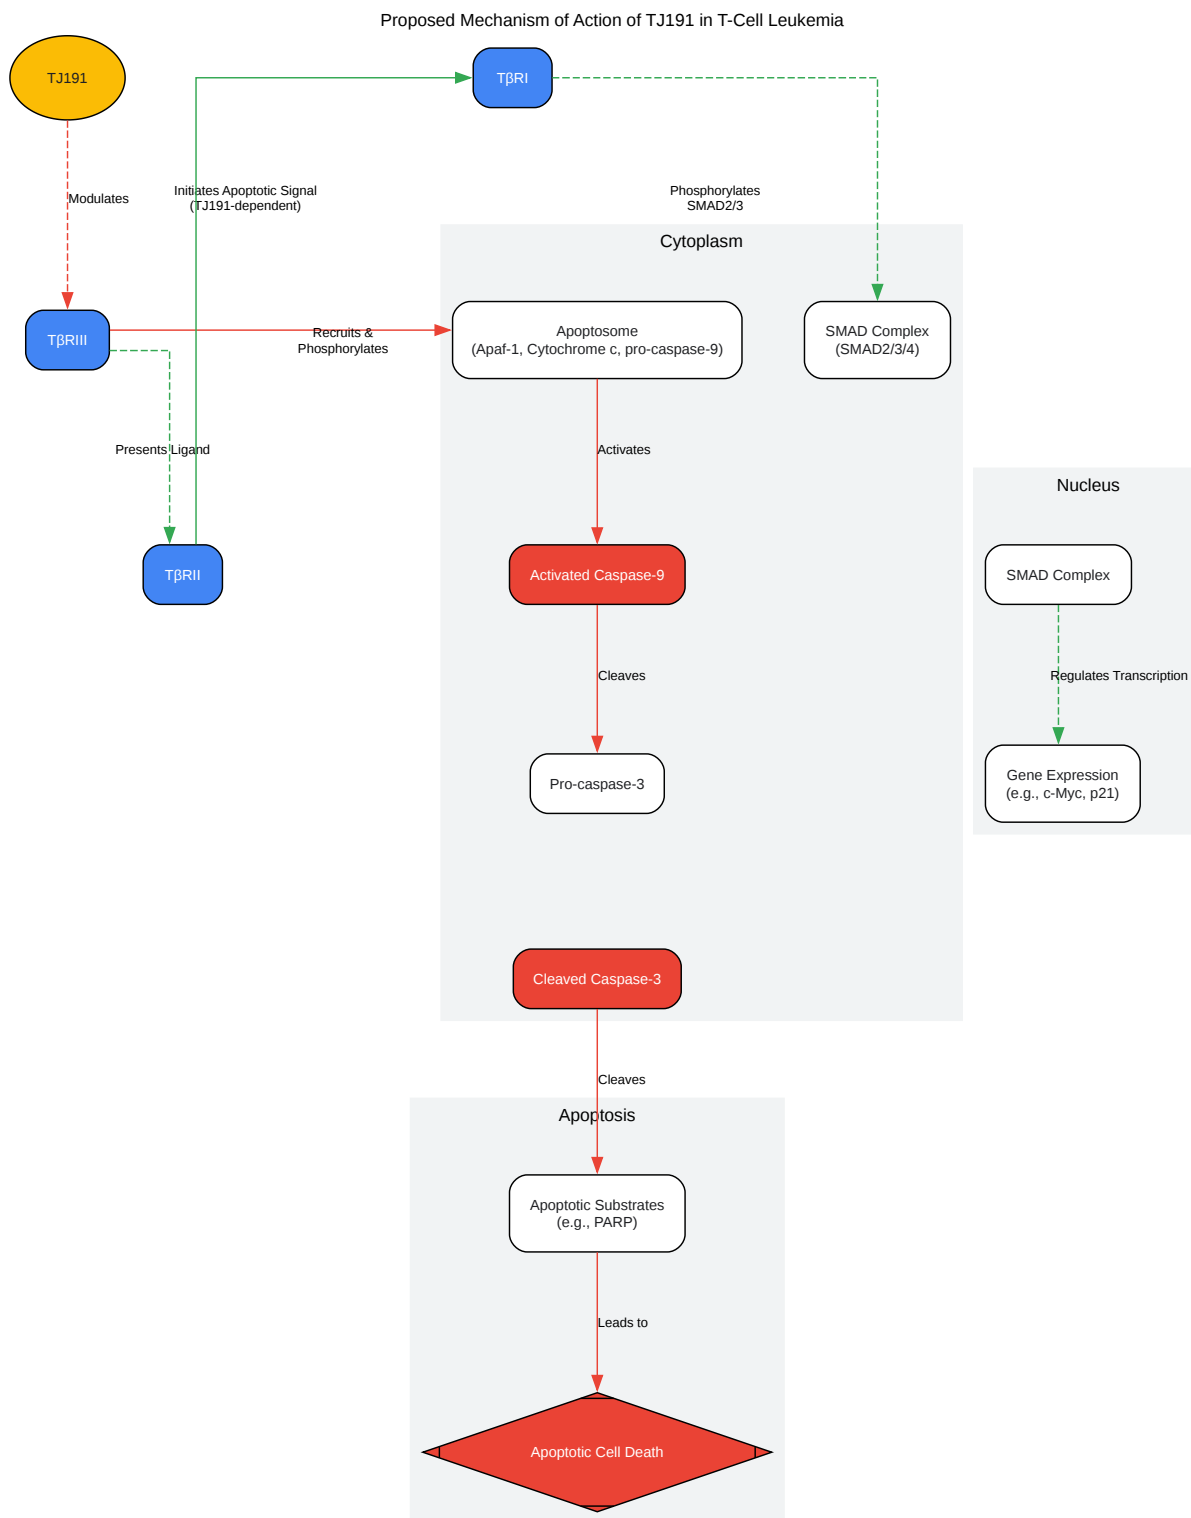 Proposed Mechanism of Action of TJ191 in T-Cell Leukemia
TJ191
TβRI
Modulates
Initiates Apoptotic Signal
(TJ191-dependent)
Phosphorylates
SMAD2/3
Cytoplasm
TβRIII
Recruits &
Phosphorylates
Apoptosome
(Apaf-1, Cytochrome c, pro-caspase-9)
SMAD Complex
(SMAD2/3/4)
Presents Ligand
Activates
Nucleus
TβRII
Activated Caspase-9
SMAD Complex
Cleaves
Regulates Transcription
Pro-caspase-3
Gene Expression
(e.g., c-Myc, p21)
Cleaved Caspase-3
Cleaves
Apoptosis
Apoptotic Substrates
(e.g., PARP)
Leads to
Apoptotic Cell Death